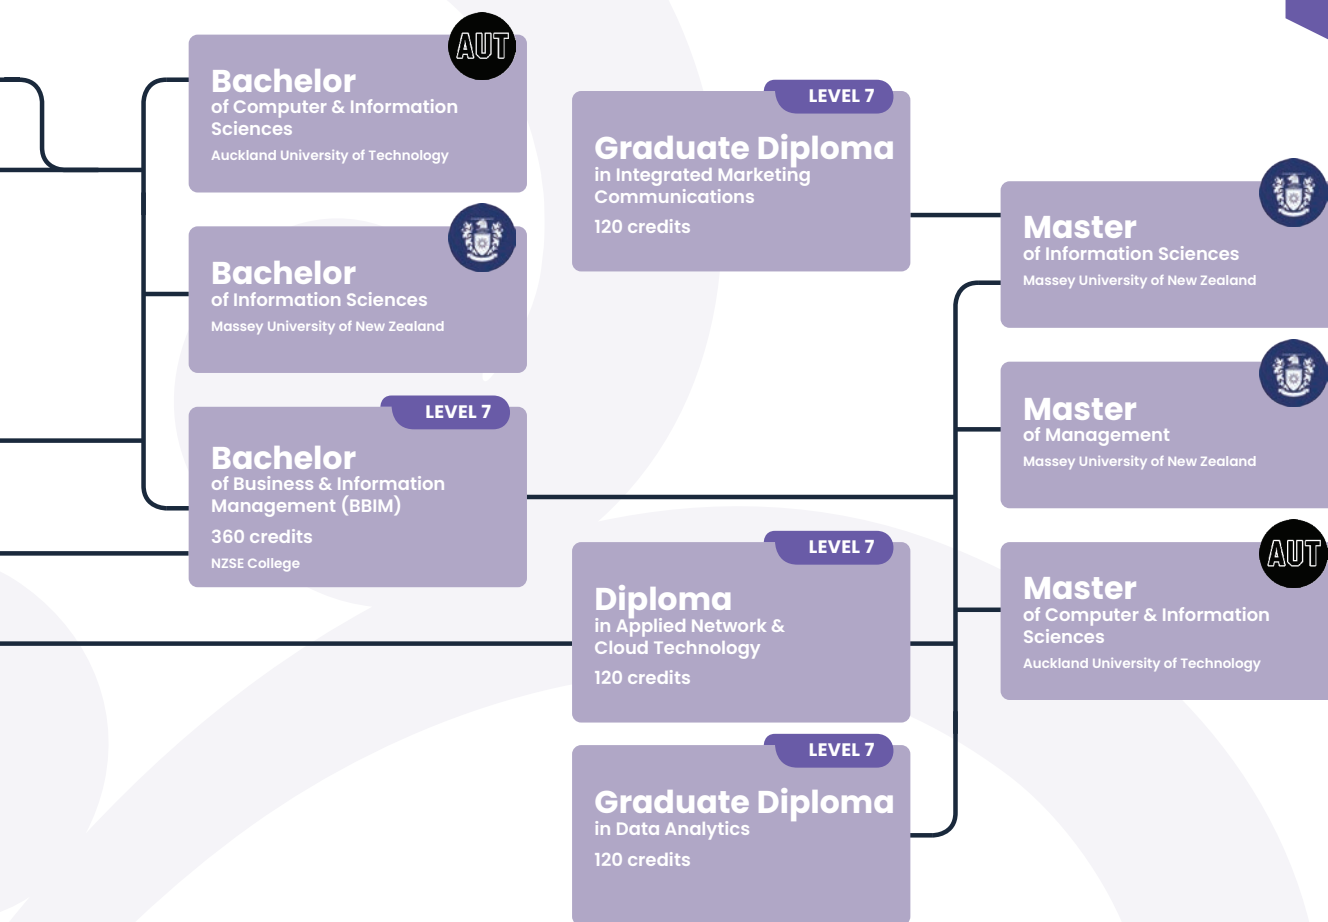 AUT
Bachelor
of Computer & Information
Sciences
Auckland University of Technology
Bachelor
of Information Sciences
Massey University of New Zealand
LEVEL 7
Bachelor
of Business & Information
Management (BBIM)
360 credits
NZSE College
LEVEL 7
Graduate Diploma
in Integrated Marketing
Communications
120 credits
LEVEL 7
Diploma
in Applied Network &
Cloud Technology
120 credits
LEVEL 7
Graduate Diploma
in Data Analytics
120 credits
Master
of Information Sciences
Massey University of New Zealand
Master
of Management
Massey University of New Zealand
AUT
Master
of Computer & Information
Sciences
Auckland University of Technology